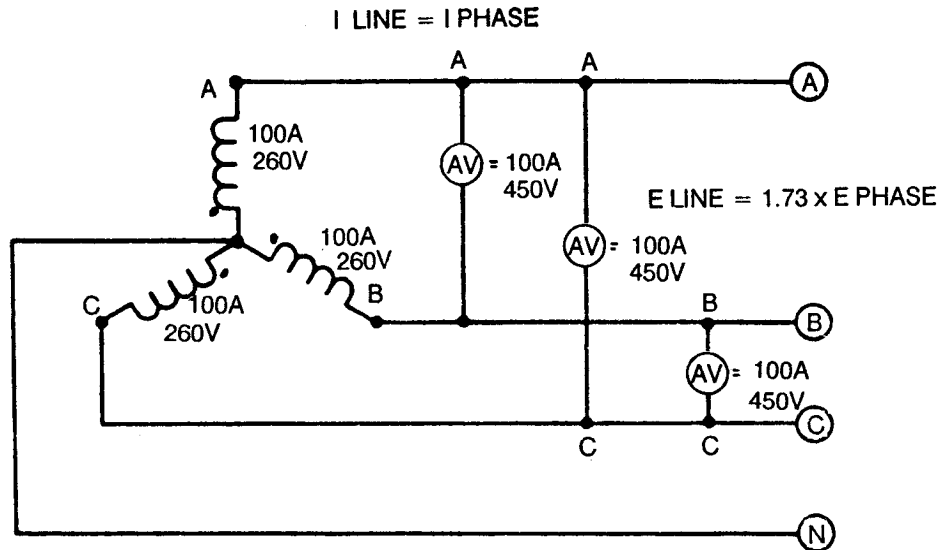 I LINE = I PHASE
A
A
A
A
100A
260V
AV = 100A
450V
E LINE = 1.73 x E PHASE
100A
260V
AV = 100A
450V
C
100A
260V
B
B
B
AV = 100A
450V
C
C
C
N